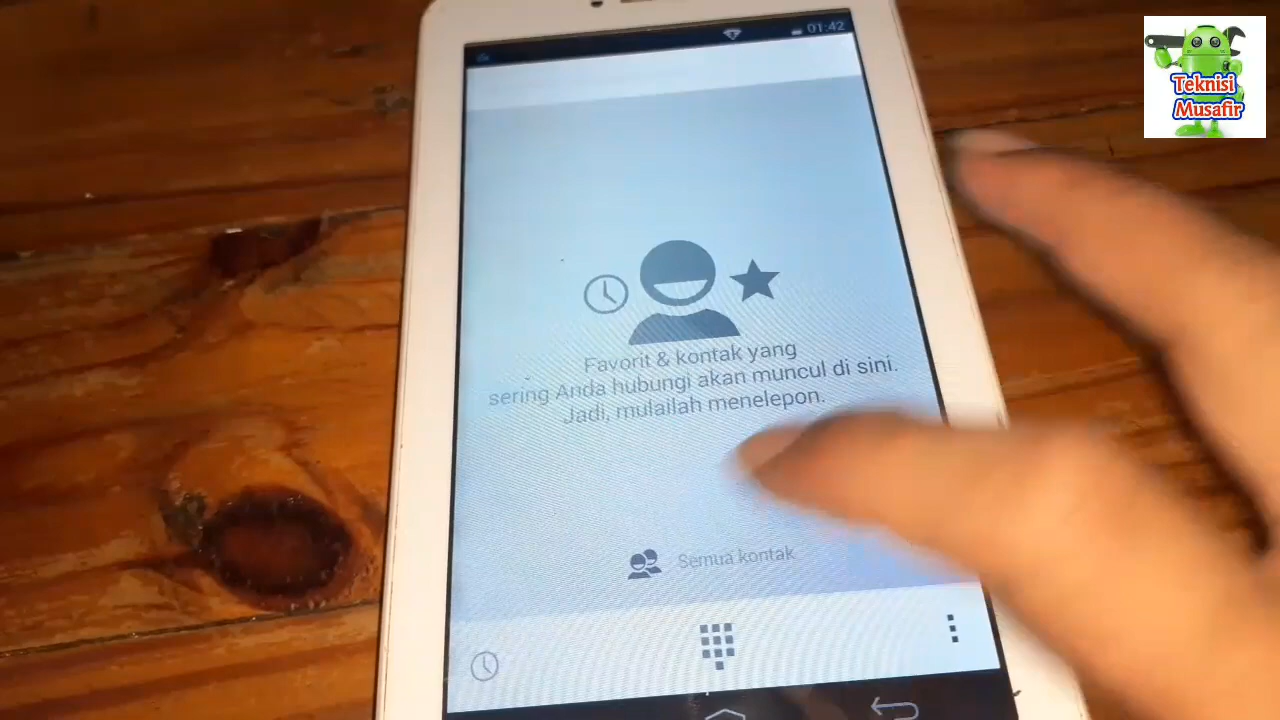 01:42
Teknisi
Musafir
Favorit & kontak yang
sering Anda hubungi akan muncul di sini.
Jadi, mulailah menelepon.
Semua kontak